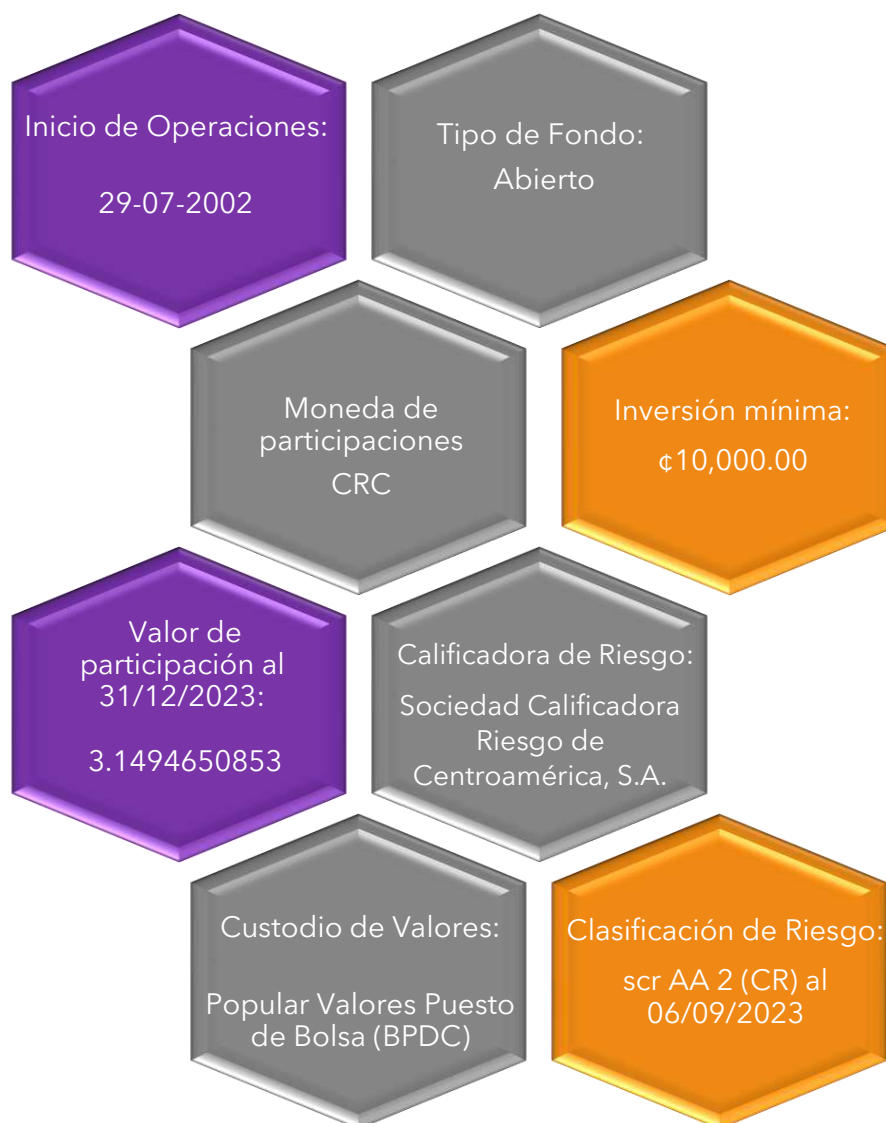 Inicio de Operaciones:
29-07-2002
Tipo de Fondo:
Abierto
Moneda de
participaciones
CRC
Inversión mínima:
¢10,000.00
Valor de
participación al
31/12/2023:
3.1494650853
Calificadora de Riesgo:
Sociedad Calificadora
Riesgo de
Centroamérica, S.A.
Custodio de Valores:
Popular Valores Puesto
de Bolsa (BPDC)
Clasificación de Riesgo:
scr AA 2 (CR) al
06/09/2023